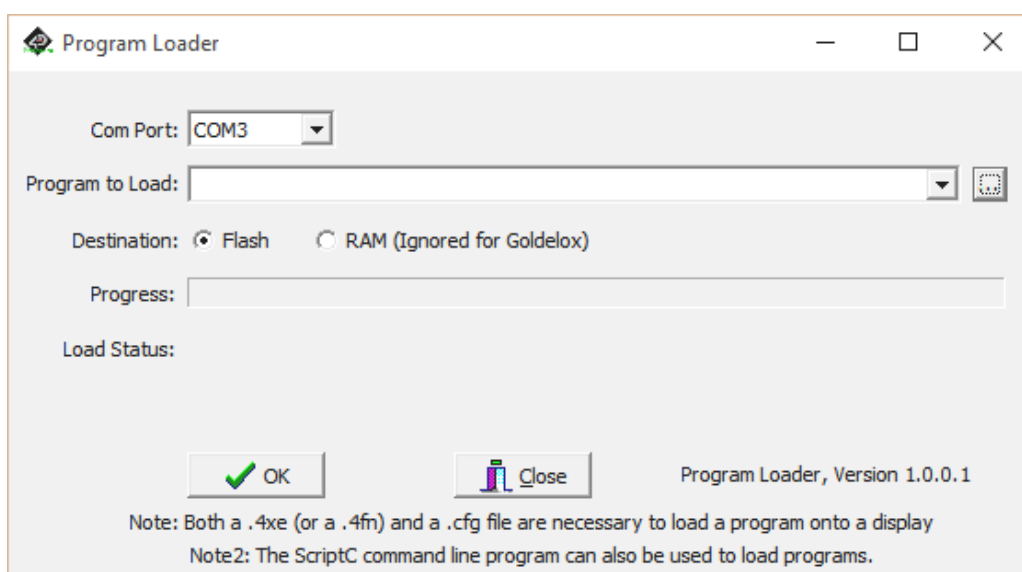 Program Loader
Com Port: COM3
Program to Load:
Destination: Flash RAM (Ignored for Goldelox)
Progress:
Load Status:
OK Close Program Loader, Version 1.0.0.1
Note: Both a .4xe (or a .4fn) and a .cfg file are necessary to load a program onto a display
Note2: The ScriptC command line program can also be used to load programs.